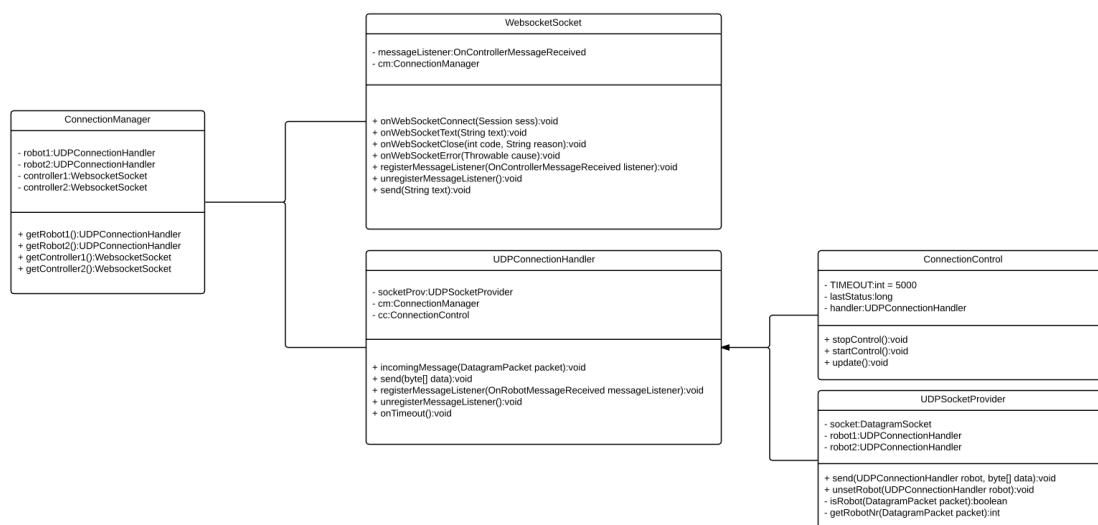 WebsocketSocket
- messageListener:OnControllerMessageReceived
- cm:ConnectionManager
+ onWebSocketConnect(Session sess):void
+ onWebSocketText(String text):void
+ onWebSocketClose(int code, String reason):void
+ onWebSocketError(Throwable cause):void
+ registerMessageListener(OnControllerMessageReceived listener):void
+ unregisterMessageListener():void
+ send(String text):void
ConnectionManager
- robot1:UDPConnectionHandler
- robot2:UDPConnectionHandler
- controller1:WebsocketSocket
- controller2:WebsocketSocket
+ getRobot1():UDPConnectionHandler
+ getRobot2():UDPConnectionHandler
+ getController1():WebsocketSocket
+ getController2():WebsocketSocket
UDPConnectionHandler
- socketProv:UDPSocketProvider
- cm:ConnectionManager
- cc:ConnectionControl
+ incomingMessage(DatagramPacket packet):void
+ send(byte[] data):void
+ registerMessageListener(OnRobotMessageReceived messageListener):void
+ unregisterMessageListener():void
+ onTimeout():void
ConnectionControl
- TIMEOUT:int = 5000
- lastStatus:long
- handler:UDPConnectionHandler
+ stopControl():void
+ startControl():void
+ update():void
UDPSocketProvider
- socket:DatagramSocket
- robot1:UDPConnectionHandler
- robot2:UDPConnectionHandler
+ send(UDPConnectionHandler robot, byte[] data):void
+ unsetRobot(UDPConnectionHandler robot):void
- isRobot(DatagramPacket packet):boolean
- getRobotNr(DatagramPacket packet):int